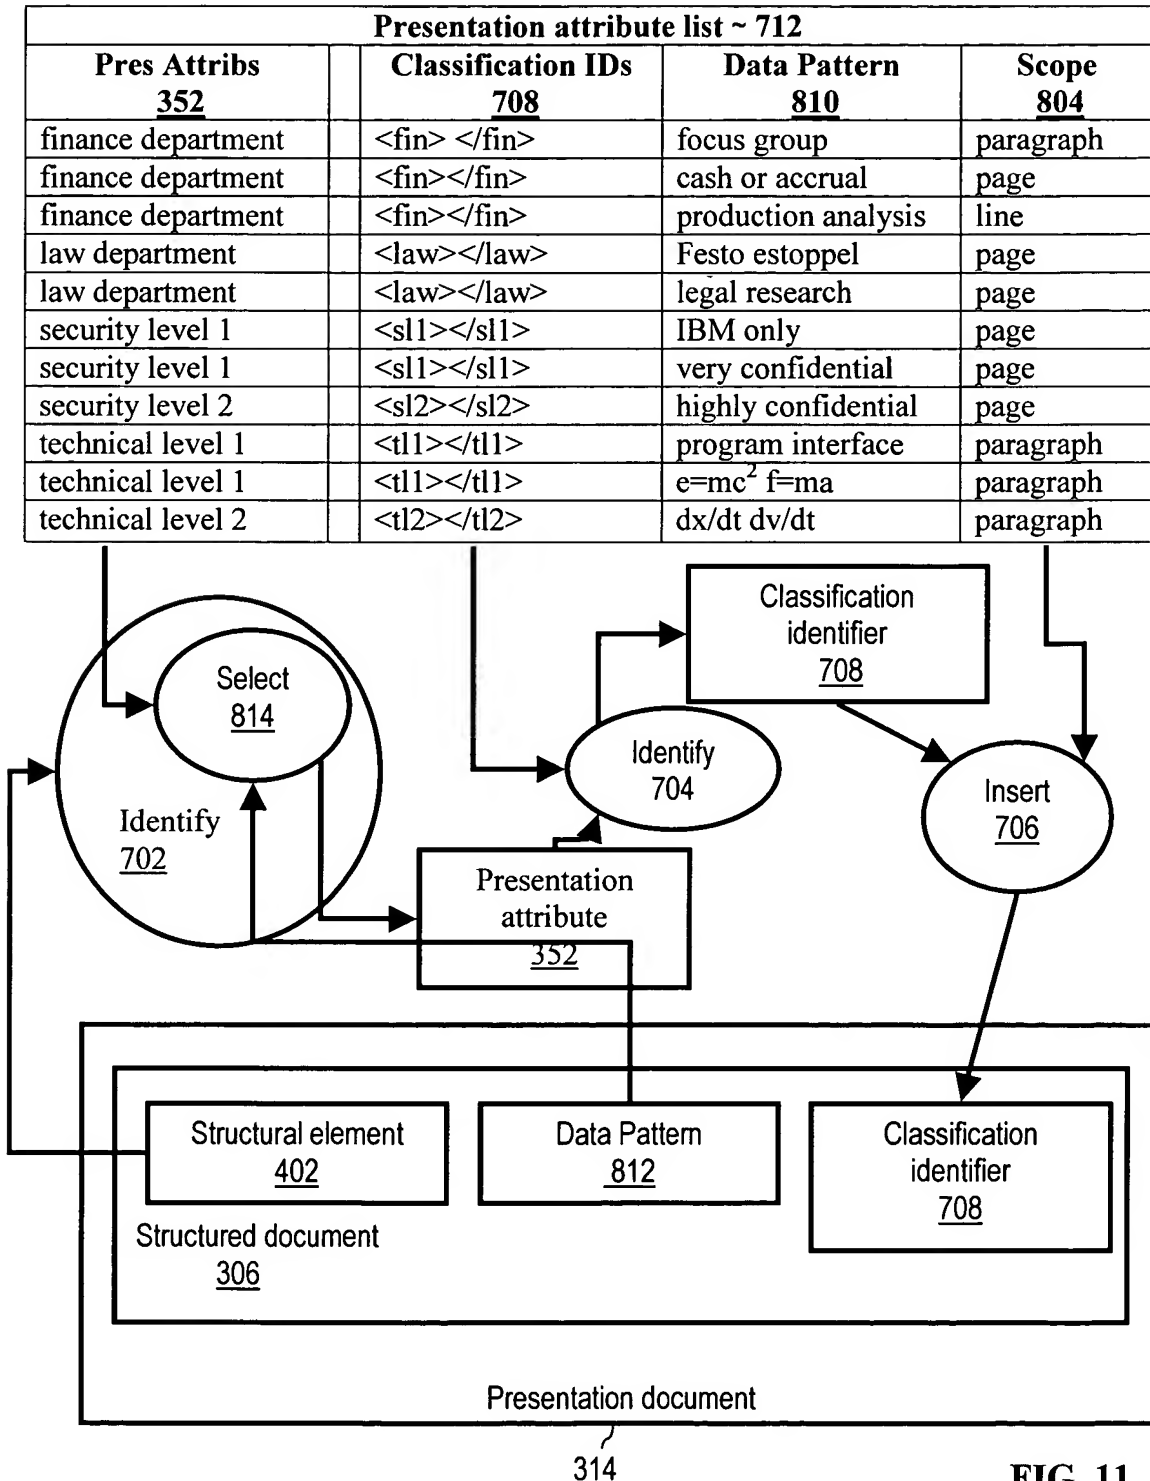 Presentation attribute list ~ 712
Pres Attribs Classification IDs Data Pattern Scope
352 708 810 804
finance department <fin> </fin> focus group paragraph
finance department <fin></fin> cash or accrual page
finance department <fin></fin> production analysis line
law department <law></law> Festo estoppel page
law department <law></law> legal research page
security level 1 <sl1></sl1> IBM only page
security level 1 <sl1></sl1> very confidential page
security level 2 <sl2></sl2> highly confidential page
technical level 1 <tl1></tl1> program interface paragraph
technical level 1 <tl1></tl1> e=mc² f=ma paragraph
technical level 2 <tl2></tl2> dx/dt dv/dt paragraph
Classification
identifier
708
Select
814
Identify
704
Insert
706
Identify
702
Presentation
attribute
352
Structural element
402
Data Pattern
812
Classification
identifier
708
Structured document
306
Presentation document
314
FIG. 11